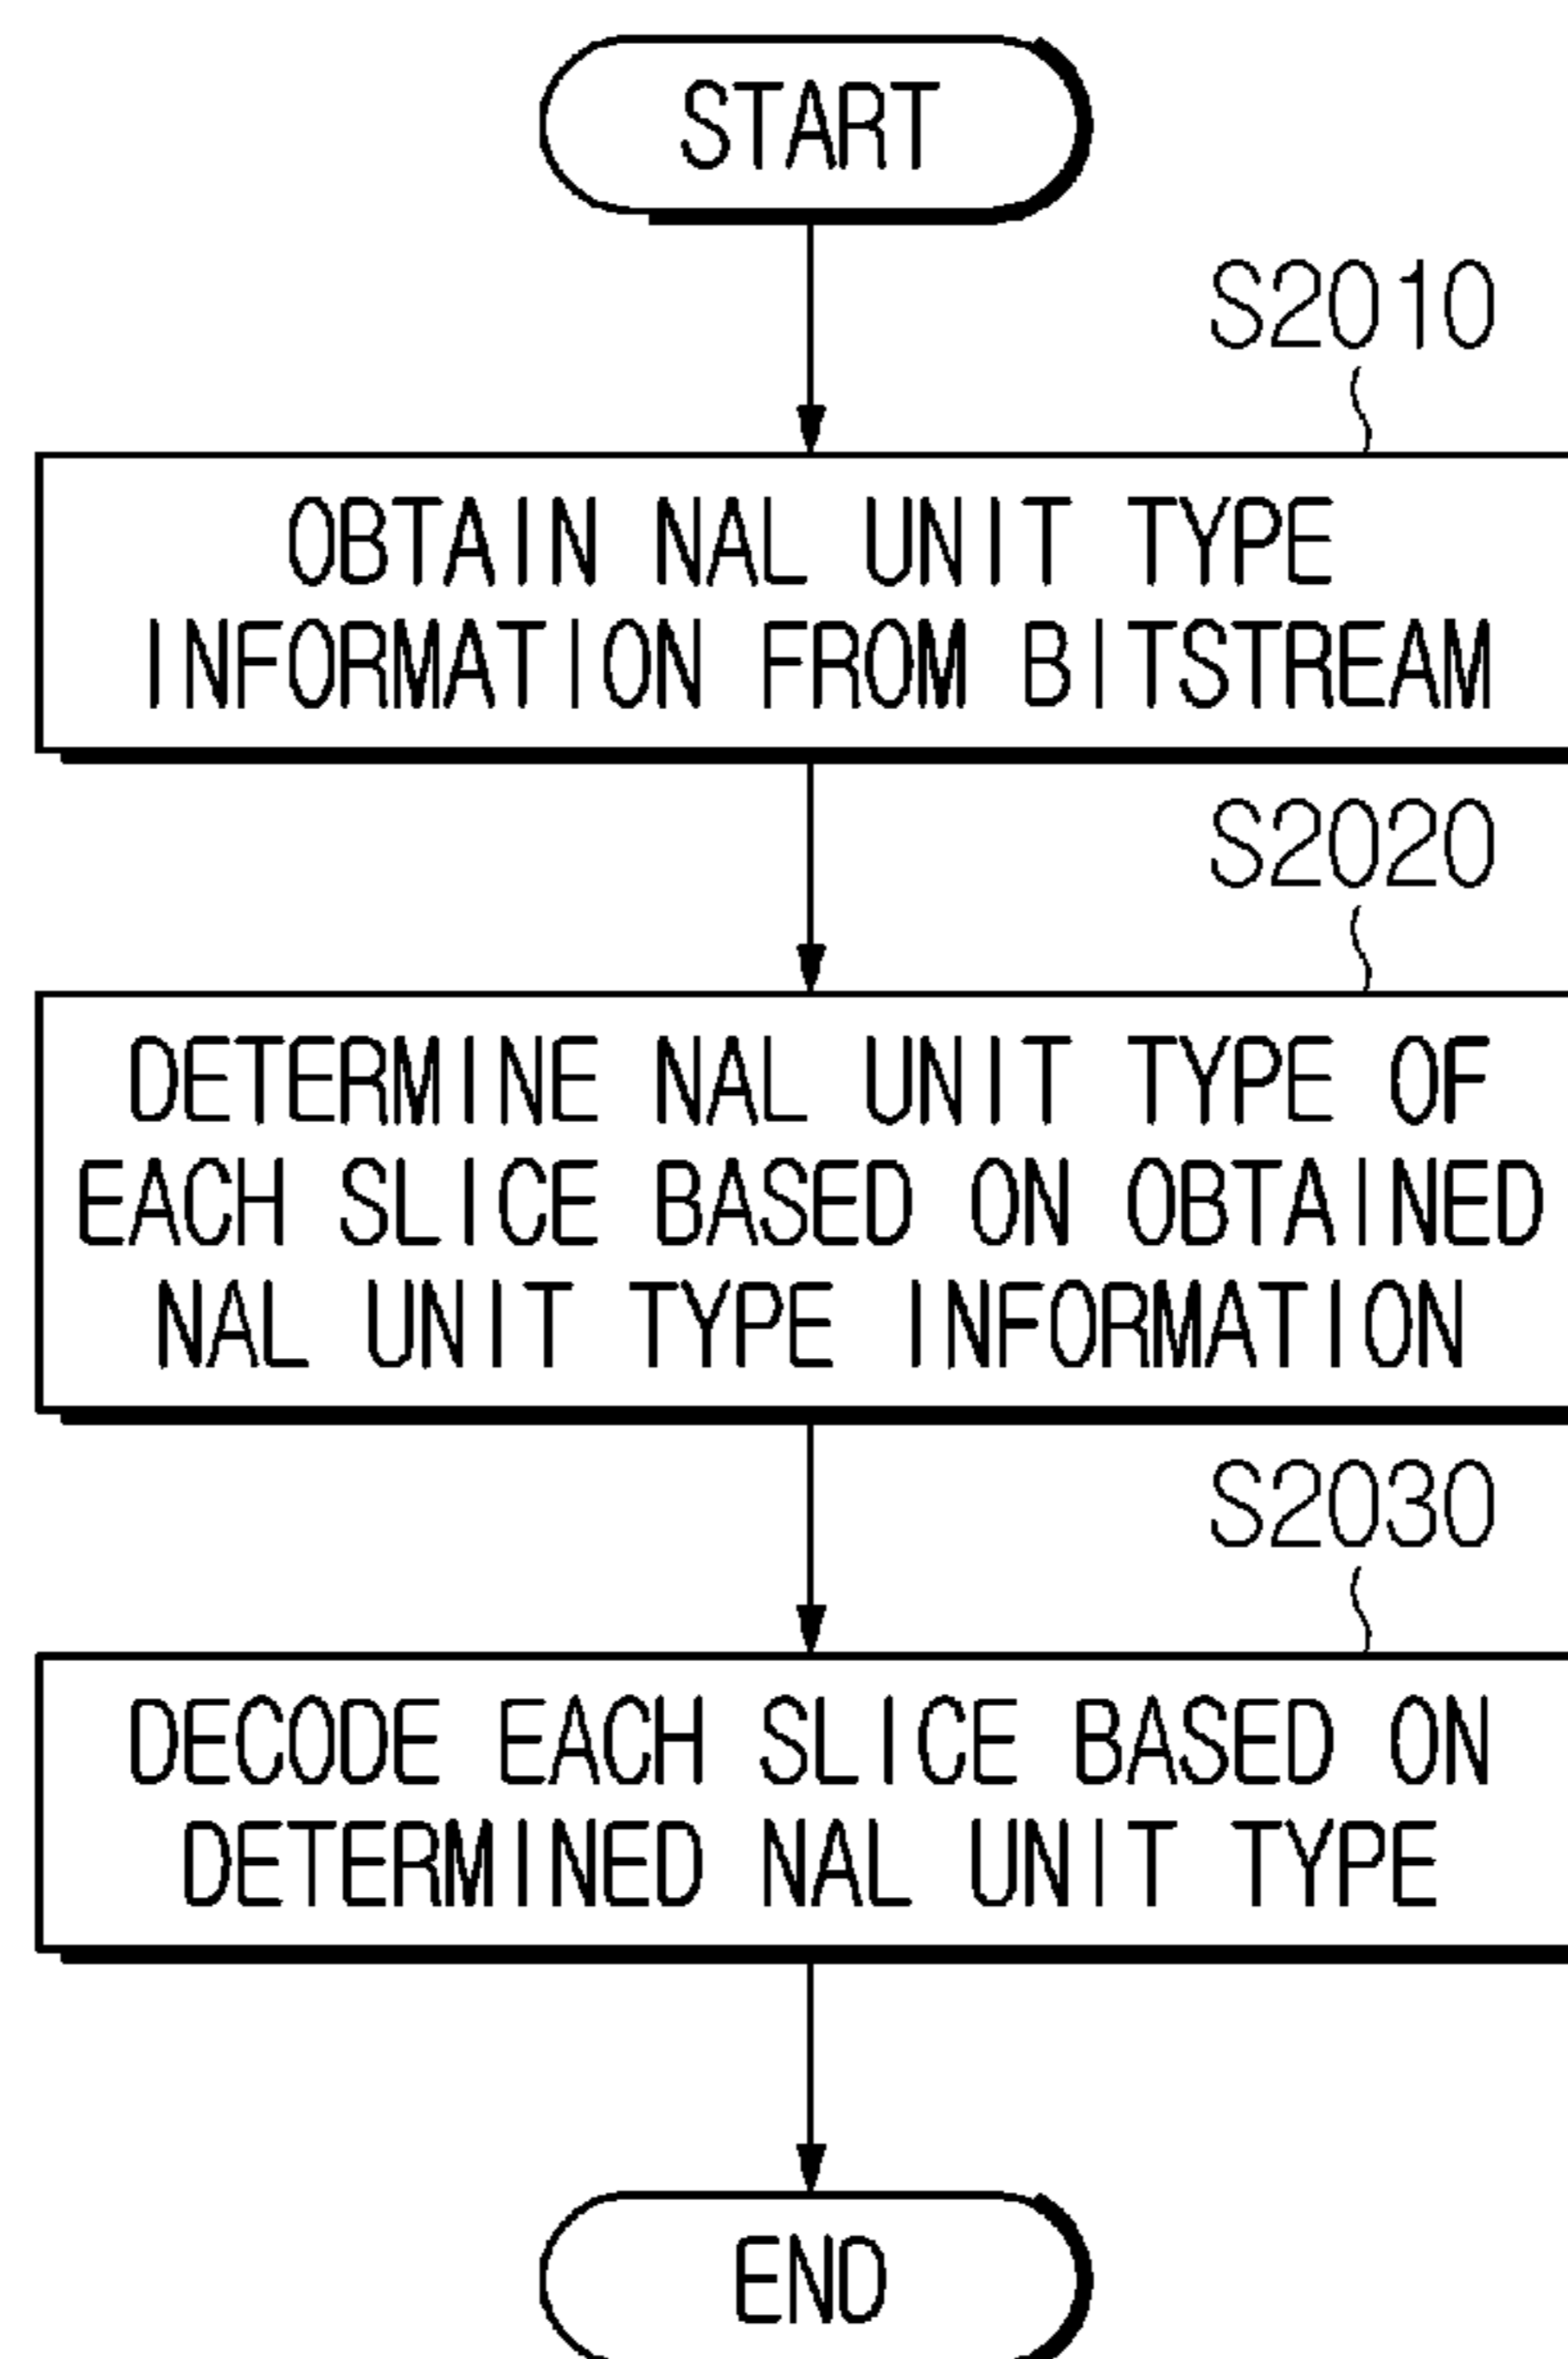 START
S2010
OBTAIN NAL UNIT TYPE
INFORMATION FROM BITSTREAM
S2020
DETERMINE NAL UNIT TYPE OF
EACH SLICE BASED ON OBTAINED
NAL UNIT TYPE INFORMATION
S2030
DECODE EACH SLICE BASED ON
DETERMINED NAL UNIT TYPE
END